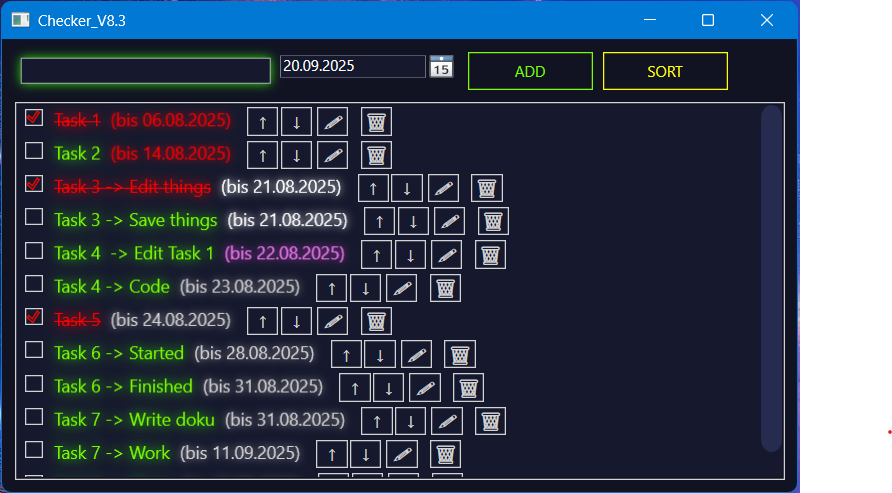 Checker_V8.3
20.09.2025 15 ADD SORT
Task 1 (bis 06.08.2025) ↑ ↓
Task 2 (bis 14.08.2025) ↑ ↓
Task 3 -> Edit things (bis 21.08.2025) ↑ ↓
Task 3 -> Save things (bis 21.08.2025) ↑ ↓
Task 4 -> Edit Task 1 (bis 22.08.2025) ↑ ↓
Task 4 -> Code (bis 23.08.2025) ↑ ↓
Task 5 (bis 24.08.2025) ↑ ↓
Task 6 -> Started (bis 28.08.2025) ↑ ↓
Task 6 -> Finished (bis 31.08.2025) ↑ ↓
Task 7 -> Write doku (bis 31.08.2025) ↑ ↓
Task 7 -> Work (bis 11.09.2025) ↑ ↓